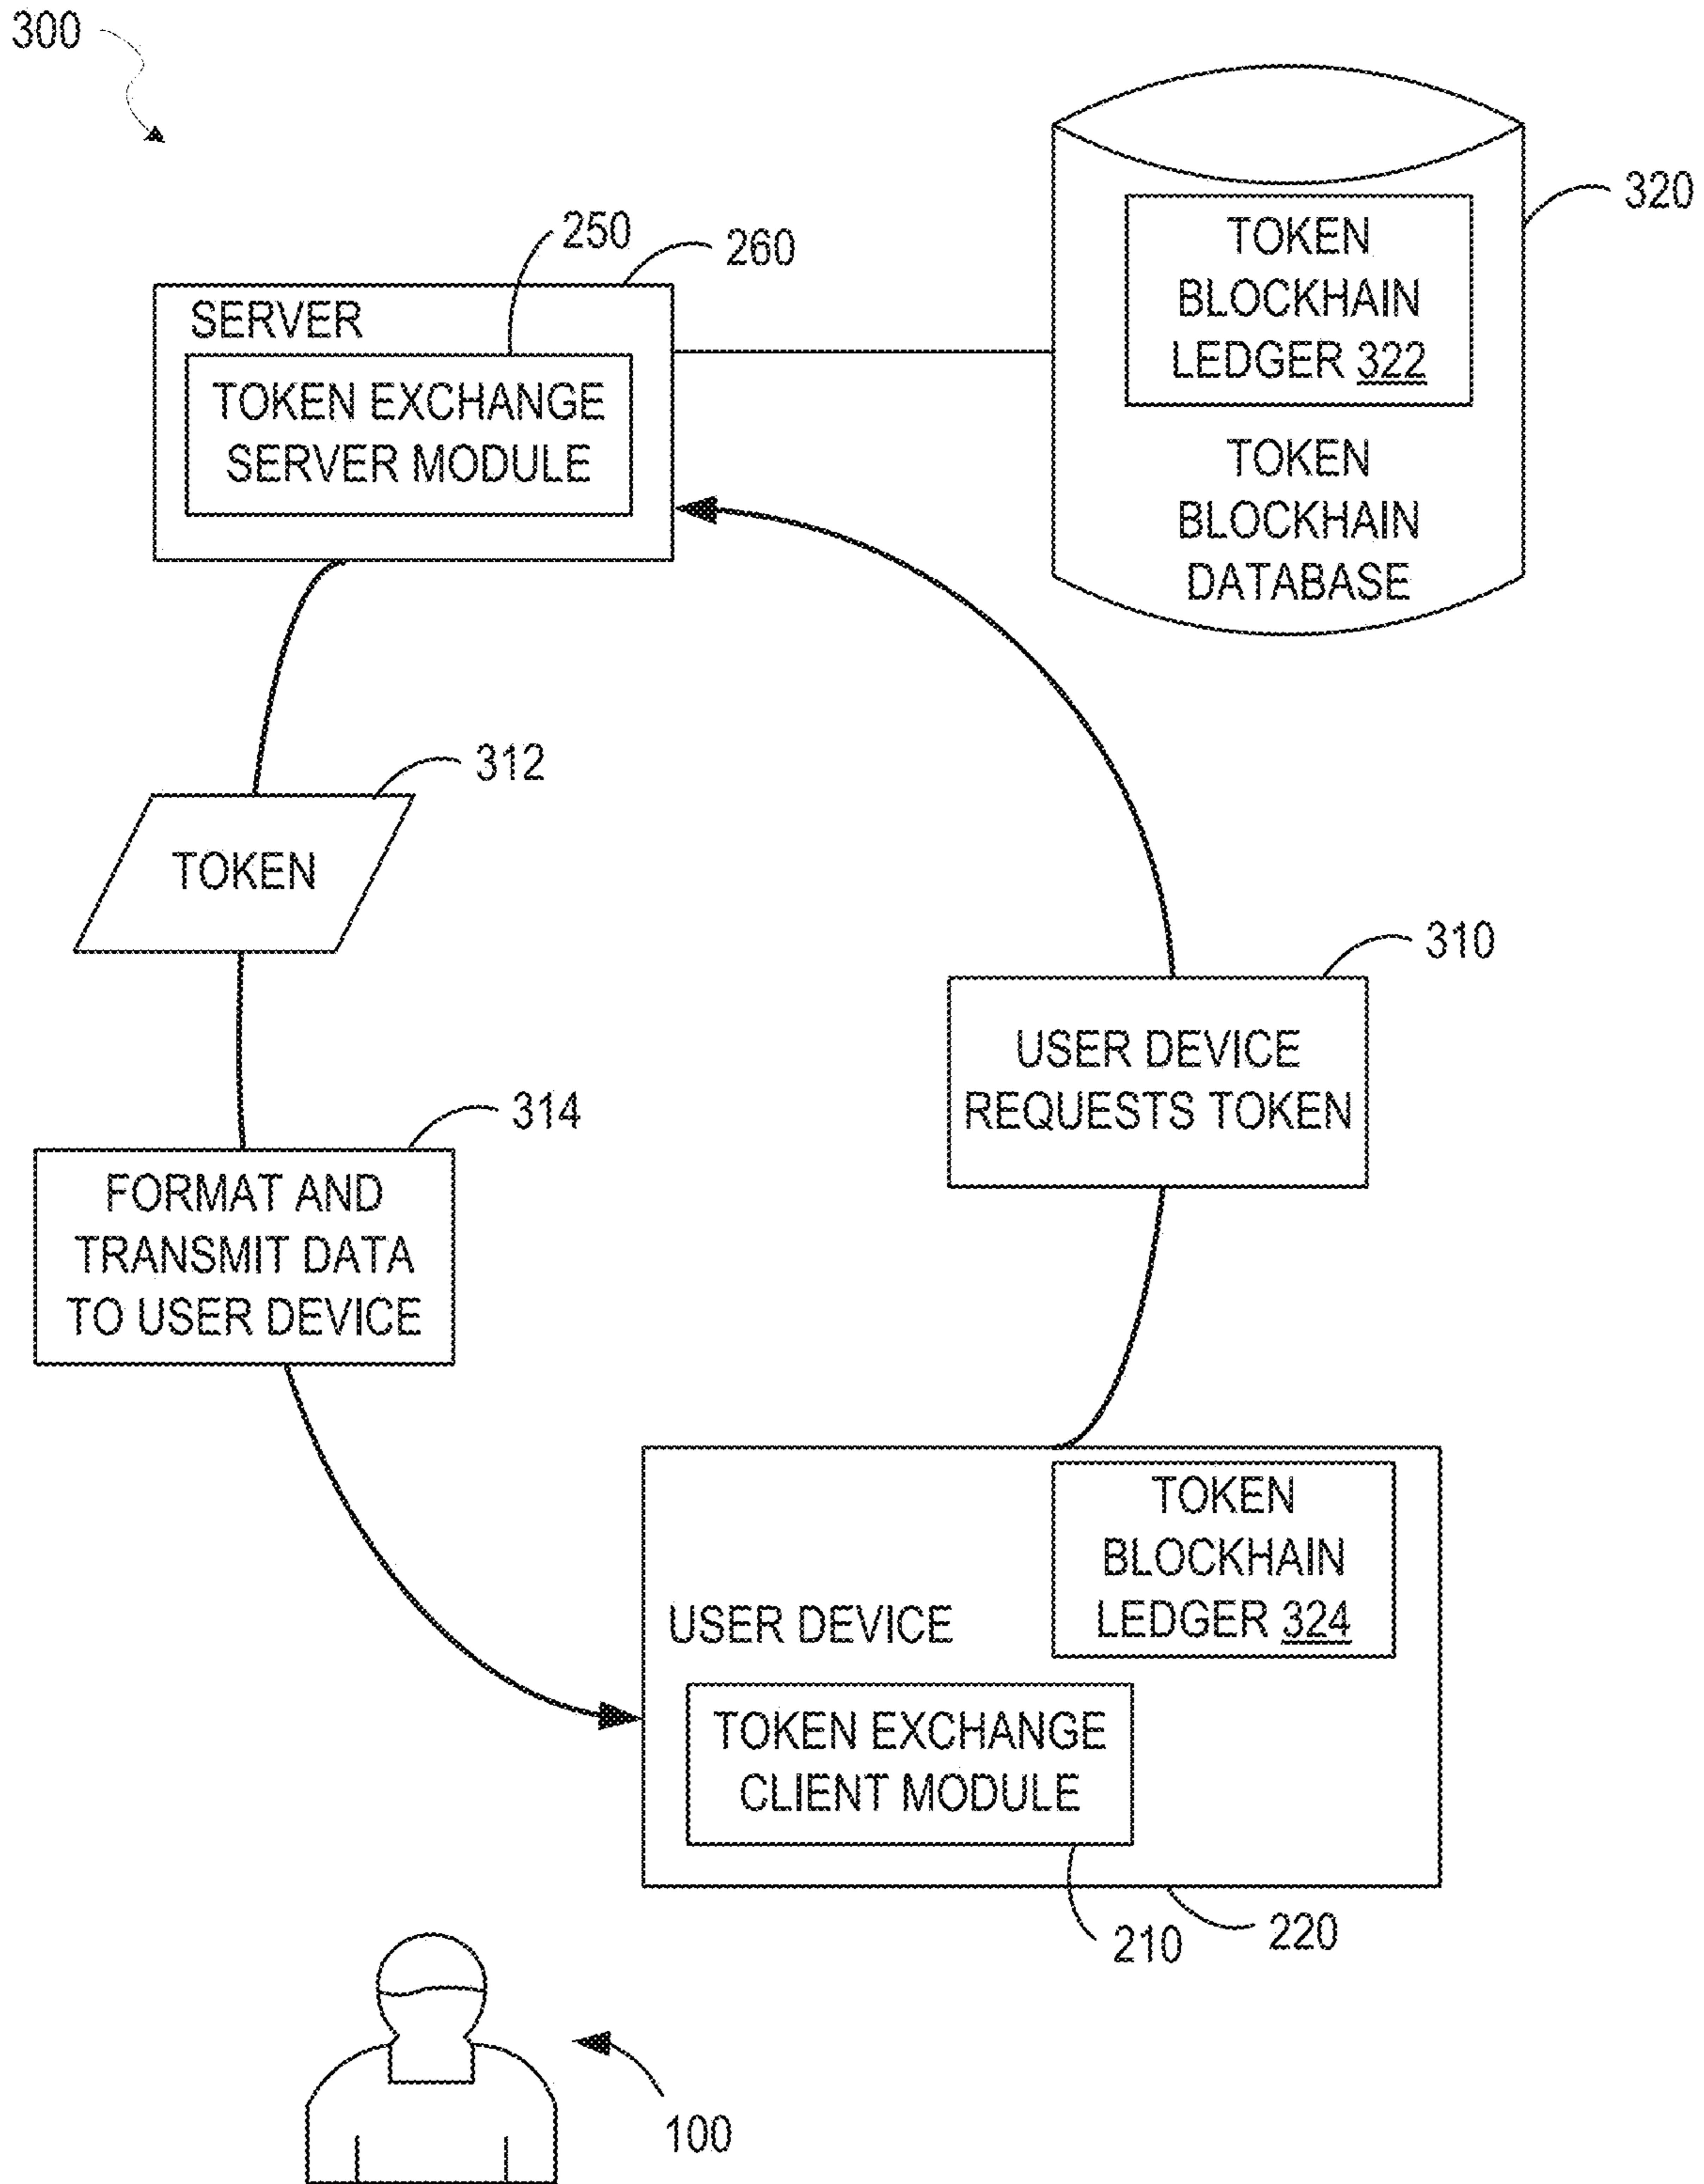 300
320
TOKEN
BLOCKHAIN
LEDGER 322
TOKEN
BLOCKHAIN
DATABASE
250
260
SERVER
TOKEN EXCHANGE
SERVER MODULE
312
TOKEN
310
USER DEVICE
REQUESTS TOKEN
314
FORMAT AND
TRANSMIT DATA
TO USER DEVICE
TOKEN
BLOCKHAIN
LEDGER 324
USER DEVICE
TOKEN EXCHANGE
CLIENT MODULE
210
220
100